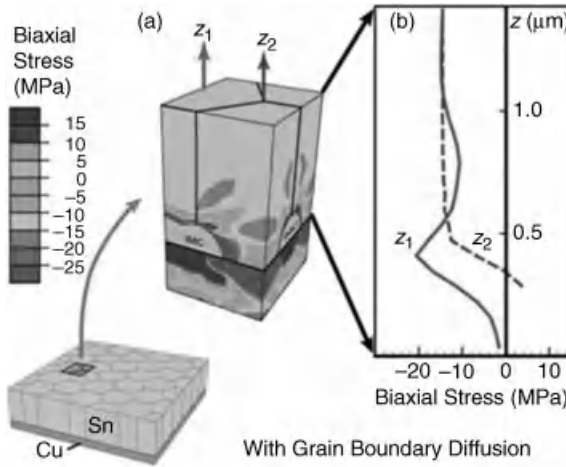 Biaxial
Stress
(MPa)
15
10
5
0
−5
−10
−15
−20
−25
(a)
z1
z2
IMC
Sn
Cu
(b)
z (μm)
1.0
0.5
z1
z2
−20
−10
0
10
Biaxial Stress (MPa)
With Grain Boundary Diffusion